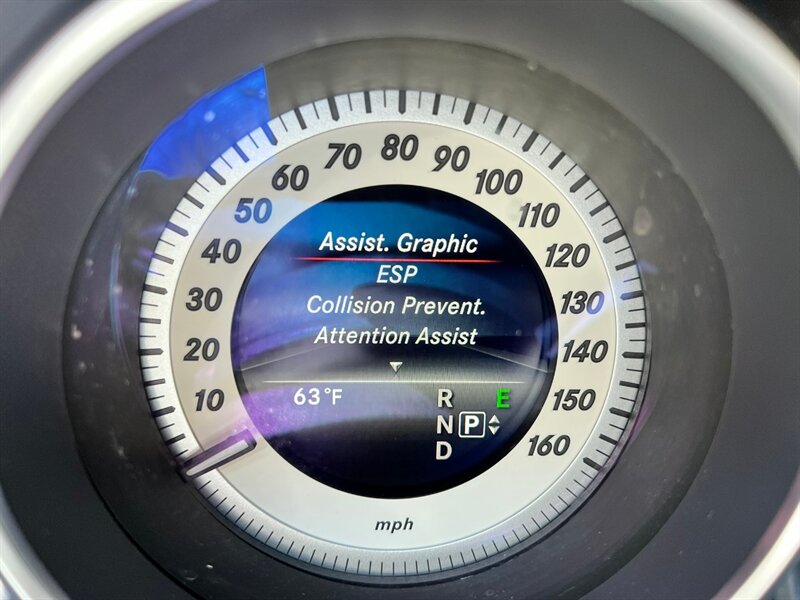 10
20
30
40
50
60
70
80
90
100
110
120
130
140
150
160
Assist. Graphic
ESP
Collision Prevent.
Attention Assist
63°F
R E
N P
D
mph